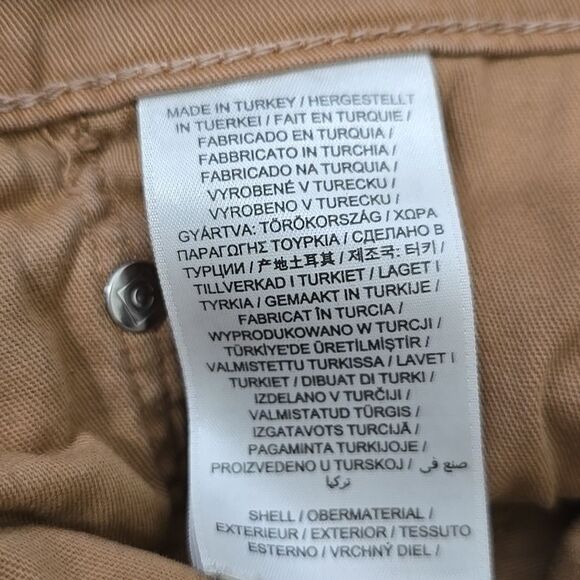 MADE IN TURKEY / HERGESTELLT
IN TUERKEI / FAIT EN TURQUIE /
FABRICADO EN TURQUIA /
FABBRICATO IN TURCHIA /
FABRICADO NA TURQUIA /
VYROBENÉ V TURECKU /
VYROBENO V TURECKU /
GYÁRTVA: TÖRÖKORSZÁG / ΧΩΡΑ
ΠΑΡΑΓΩΓΗΣ ΤΟΥΡΚΙΑ / СДЕЛАНО В
ТУРЦИИ / 产地土耳其 / 제조국: 터키 /
TILLVERKAD I TURKIET / LAGET I
TYRKIA / GEMAAKT IN TURKIJE /
FABRICAT ÎN TURCIA /
WYPRODUKOWANO W TURCJI /
TÜRKİYE'DE ÜRETİLMİŞTİR /
VALMISTETTU TURKISSA / LAVET I
TURKIET / DIBUAT DI TURKI /
IZDELANO V TURČIJI /
VALMISTATUD TÜRGIS /
IZGATAVOTS TURCIJĀ /
PAGAMINTA TURKIJOJE /
PROIZVEDENO U TURSKOJ / صنع في
تركيا
SHELL / OBERMATERIAL /
EXTERIEUR / EXTERIOR / TESSUTO
ESTERNO / VRCHNÝ DIEL /